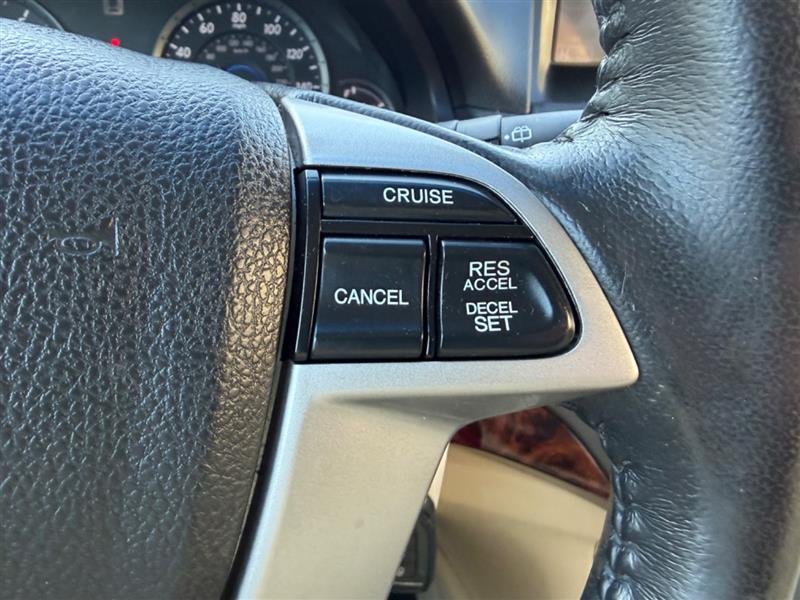 40 60 80 100 120
CRUISE
CANCEL
RES
ACCEL
DECEL
SET